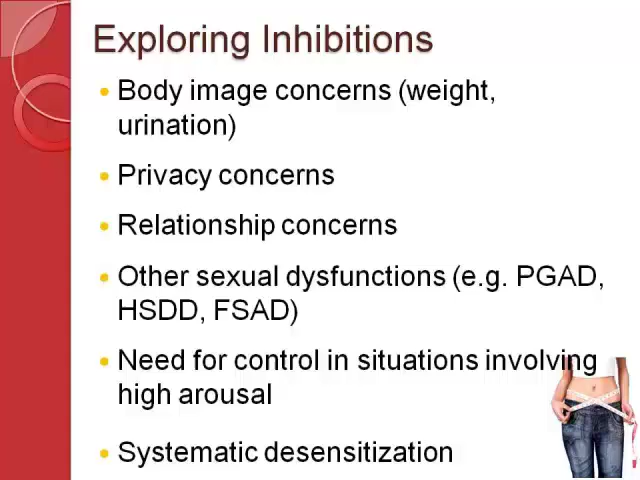 Exploring Inhibitions
Body image concerns (weight,
urination)
Privacy concerns
Relationship concerns
Other sexual dysfunctions (e.g. PGAD,
HSDD, FSAD)
Need for control in situations involving
high arousal
Systematic desensitization